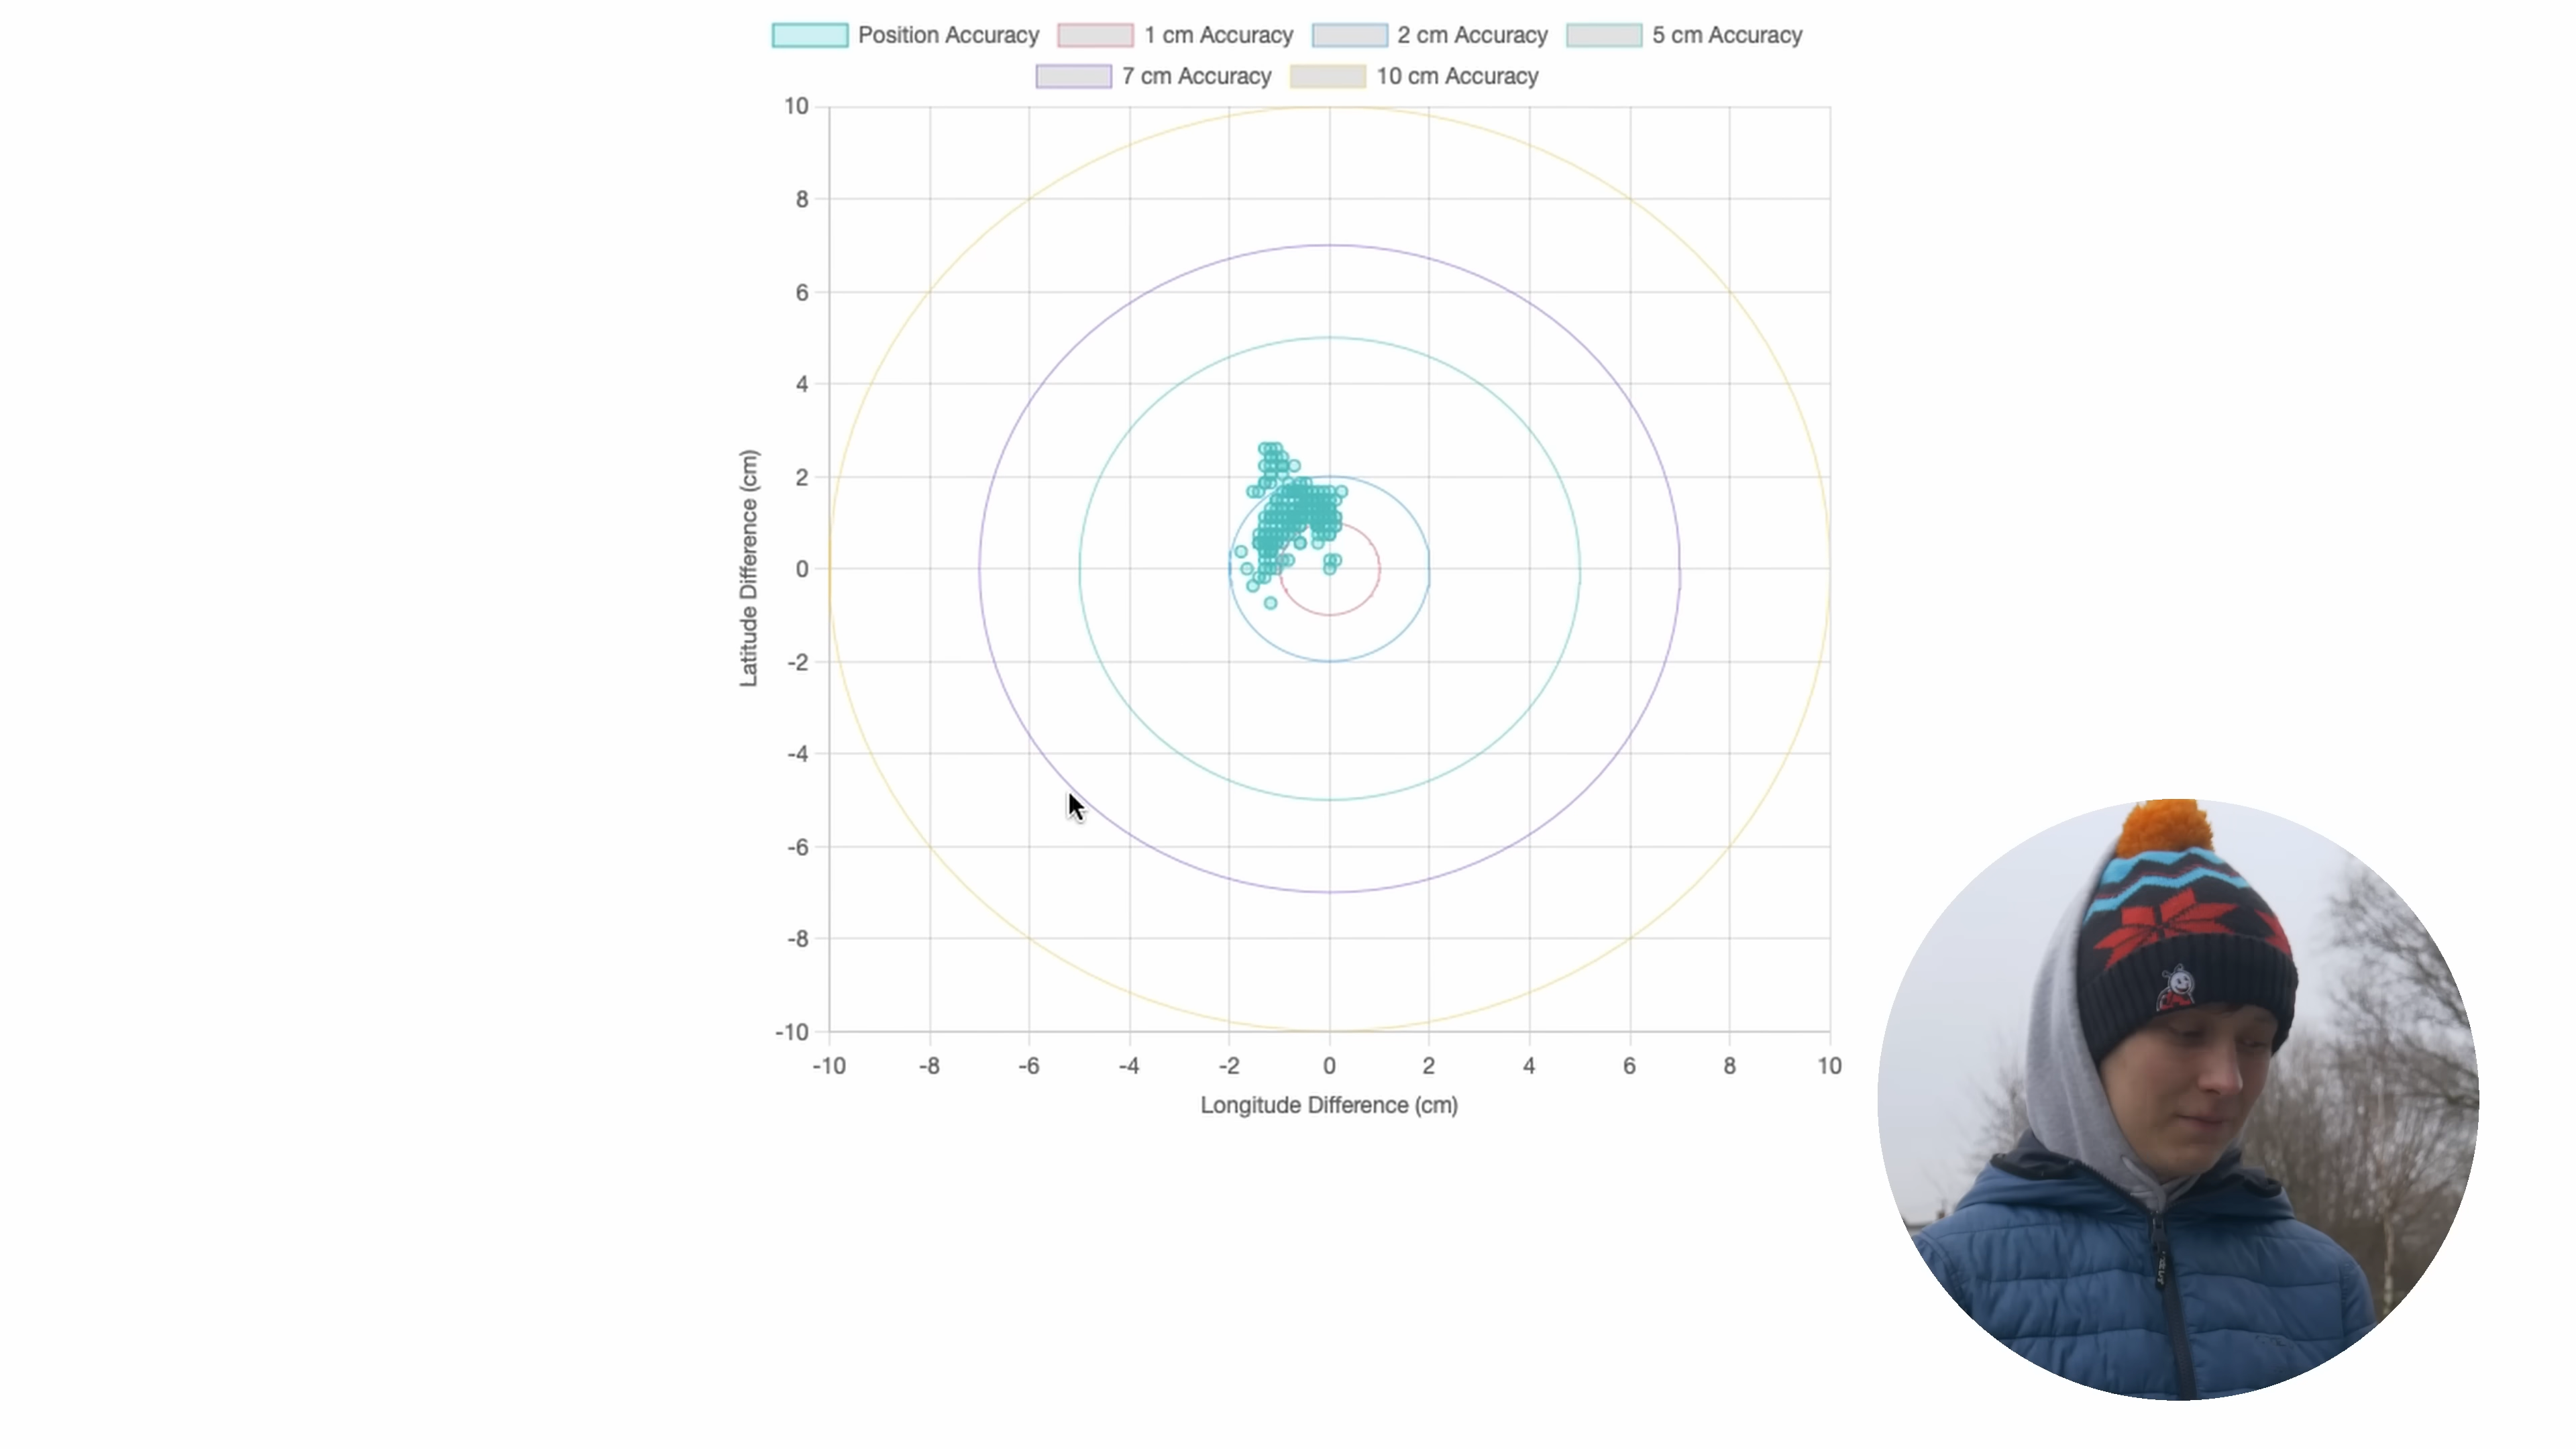 Position Accuracy 1 cm Accuracy 2 cm Accuracy 5 cm Accuracy
7 cm Accuracy 10 cm Accuracy
10
8
6
4
2
0
-2
-4
-6
-8
-10
Latitude Difference (cm)
-10 -8 -6 -4 -2 0 2 4 6 8 10
Longitude Difference (cm)